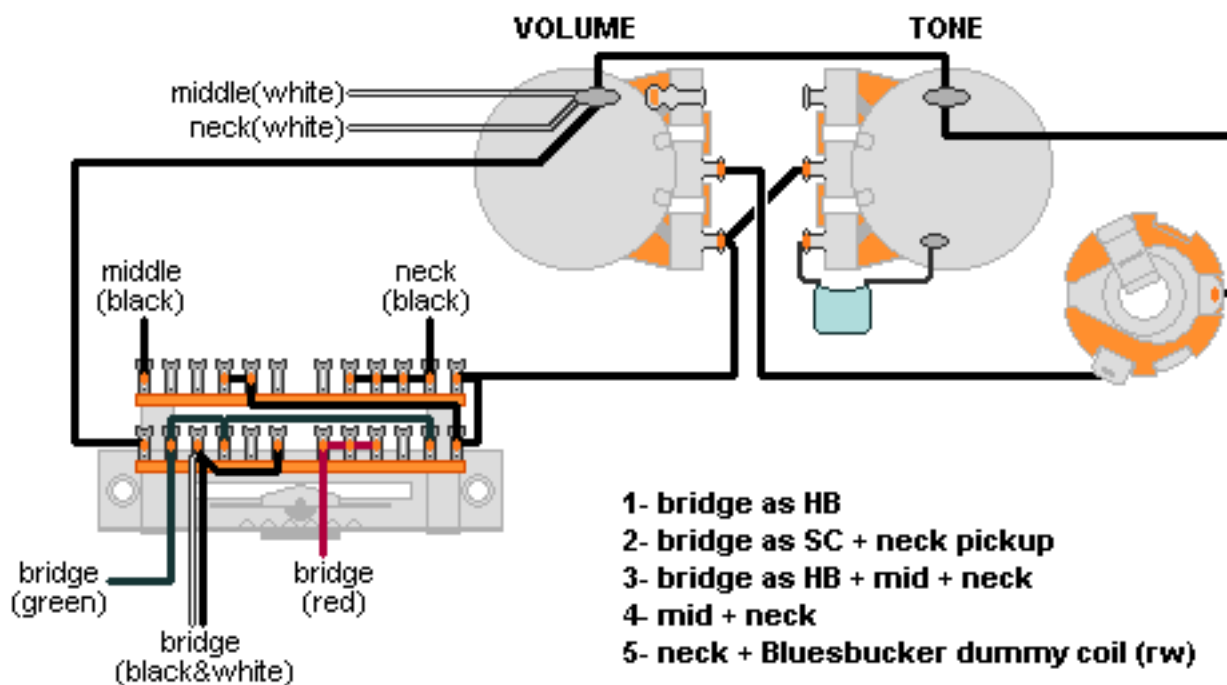 VOLUME
TONE
middle(white)
neck(white)
middle
(black)
neck
(black)
bridge
(green)
bridge
(red)
bridge
(black&white)
1- bridge as HB
2- bridge as SC + neck pickup
3- bridge as HB + mid + neck
4- mid + neck
5- neck + Bluesbucker dummy coil (rw)